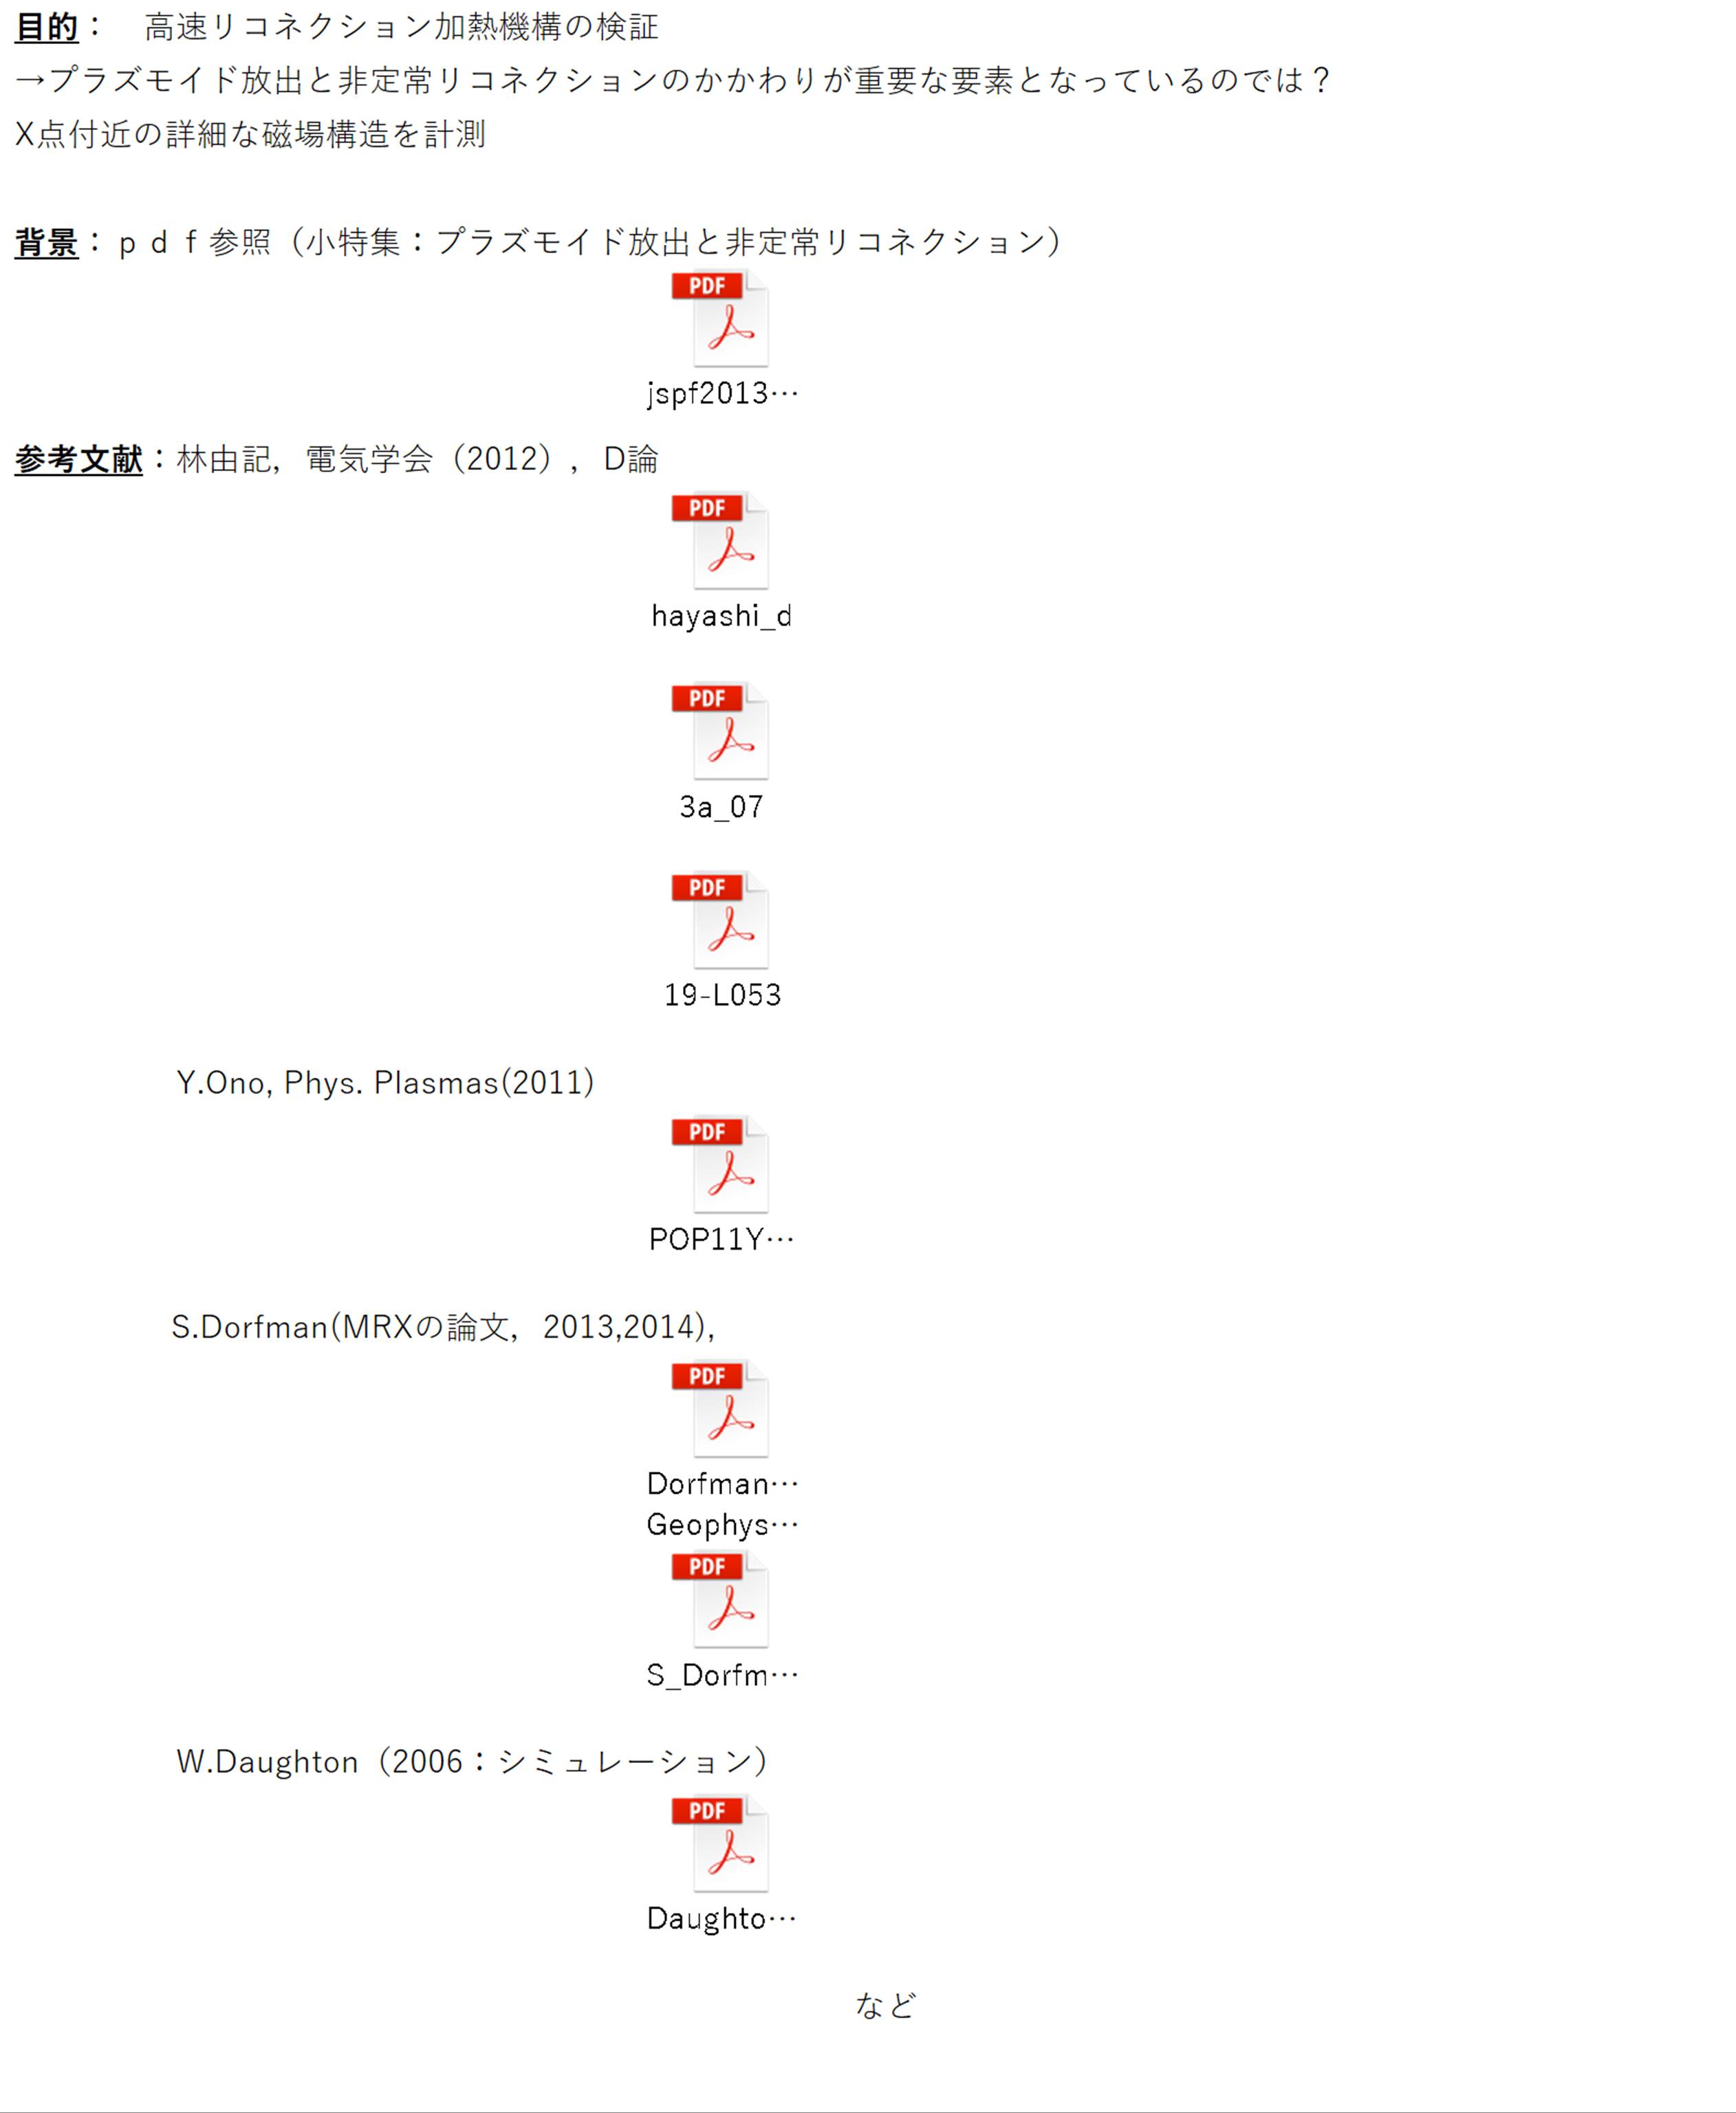 目的：　高速リコネクション加熱機構の検証
→プラズモイド放出と非定常リコネクションのかかわりが重要な要素となっているのでは？
X点付近の詳細な磁場構造を計測
背景：ｐｄｆ参照（小特集：プラズモイド放出と非定常リコネクション）
PDF
jspf2013…
参考文献：林由記，電気学会（2012），D論
PDF
hayashi_d
PDF
3a_07
PDF
19-L053
Y.Ono, Phys. Plasmas(2011)
PDF
POP11Y…
S.Dorfman(MRXの論文，2013,2014),
PDF
Dorfman…
Geophys…
PDF
S_Dorfm…
W.Daughton（2006：シミュレーション）
PDF
Daughto…
など